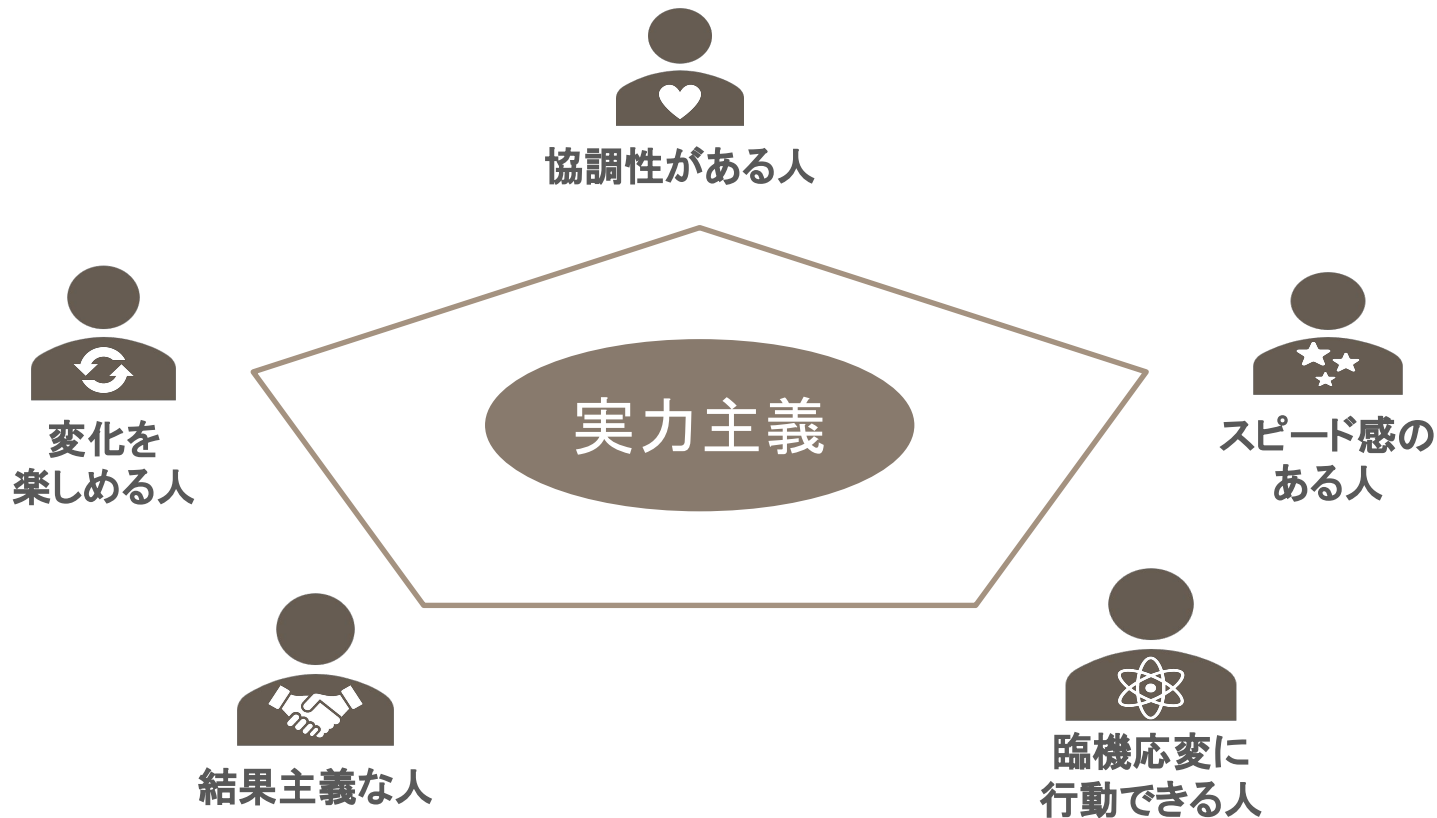 協調性がある人
変化を
楽しめる人
実力主義
スピード感の
ある人
結果主義な人
臨機応変に
行動できる人